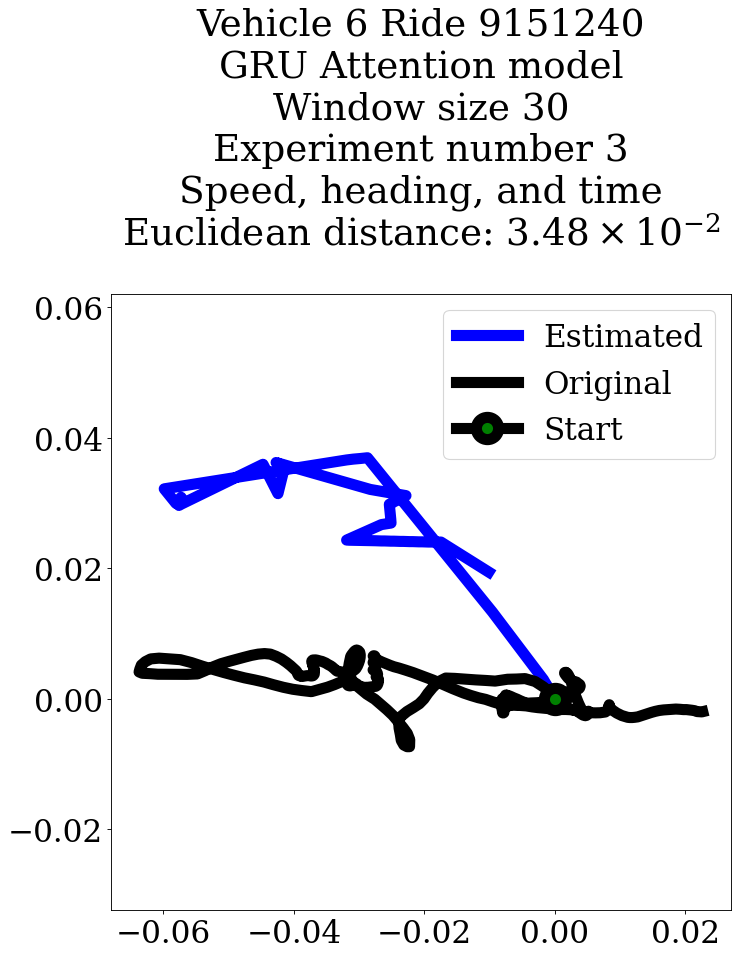 Vehicle 6 Ride 9151240
GRU Attention model
Window size 30
Experiment number 3
Speed, heading, and time
Euclidean distance: 3.48 × 10⁻²
0.06
0.04
0.02
0.00
−0.02
Estimated
Original
Start
−0.06 −0.04 −0.02 0.00 0.02